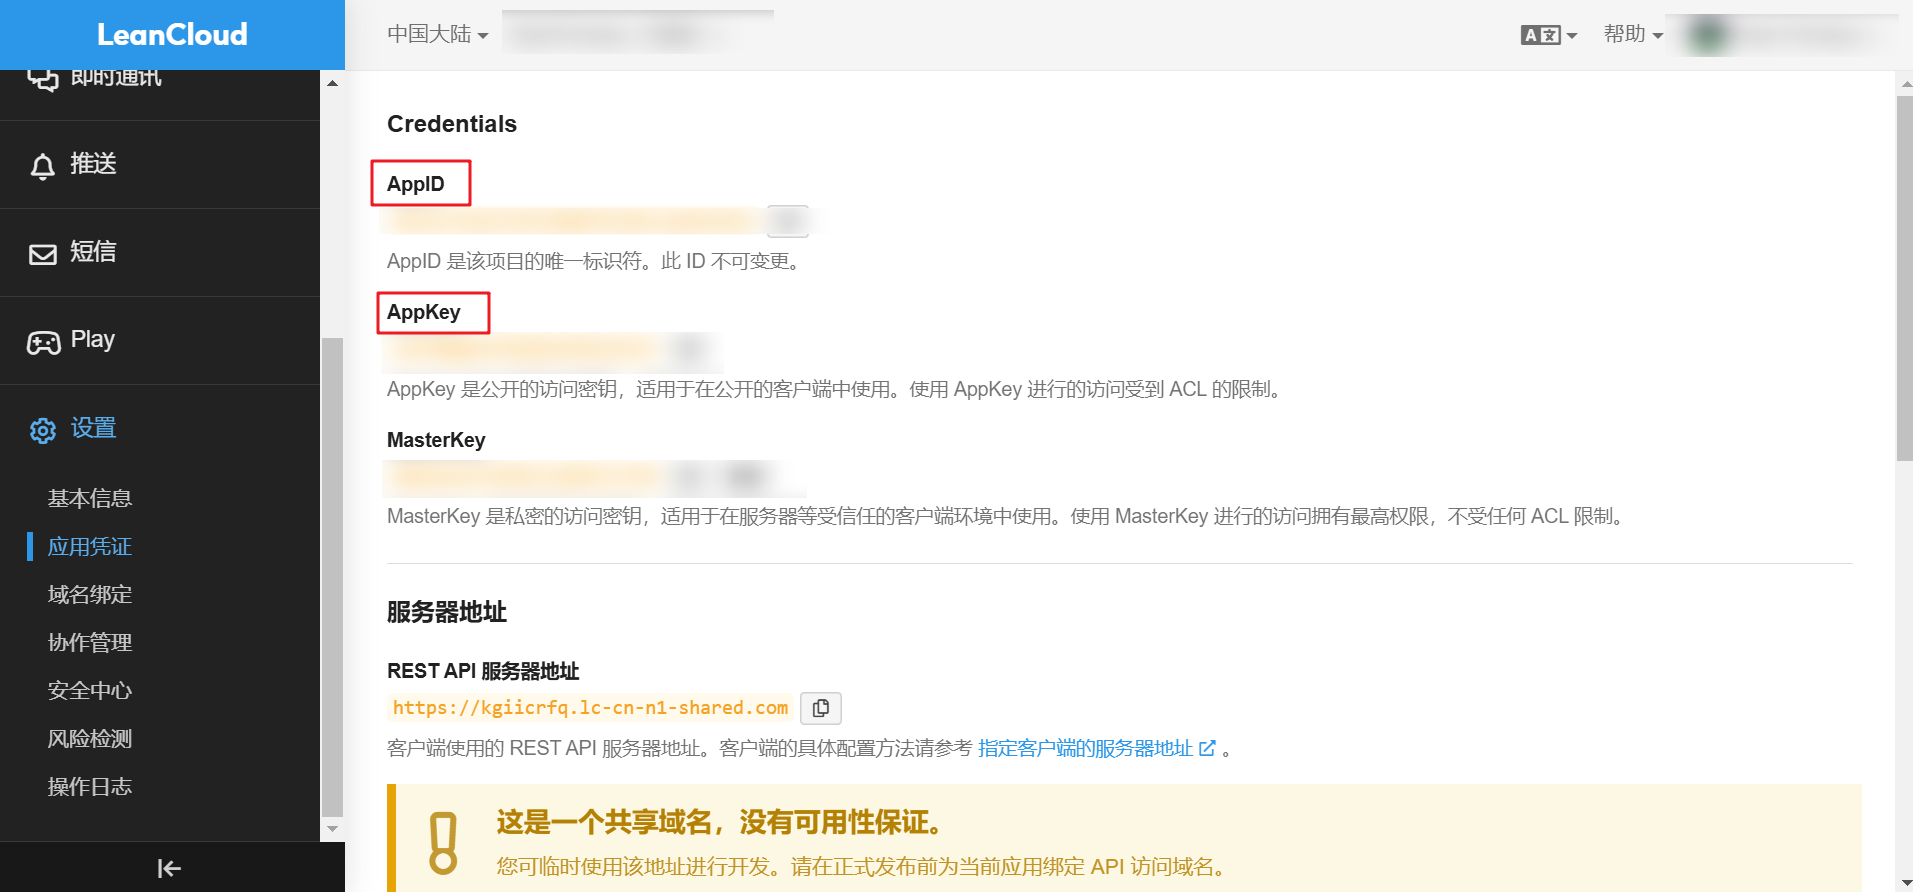 LeanCloud
中国大陆
帮助
即时通讯
推送
短信
Play
设置
基本信息
应用凭证
域名绑定
协作管理
安全中心
风险检测
操作日志
Credentials
AppID
AppID 是该项目的唯一标识符。此 ID 不可变更。
AppKey
AppKey 是公开的访问密钥，适用于在公开的客户端中使用。使用 AppKey 进行的访问受到 ACL 的限制。
MasterKey
MasterKey 是私密的访问密钥，适用于在服务器等受信任的客户端环境中使用。使用 MasterKey 进行的访问拥有最高权限，不受任何 ACL 限制。
服务器地址
REST API 服务器地址
https://kgiicrfq.lc-cn-n1-shared.com
客户端使用的 REST API 服务器地址。客户端的具体配置方法请参考 指定客户端的服务器地址 。
这是一个共享域名，没有可用性保证。
您可临时使用该地址进行开发。请在正式发布前为当前应用绑定 API 访问域名。